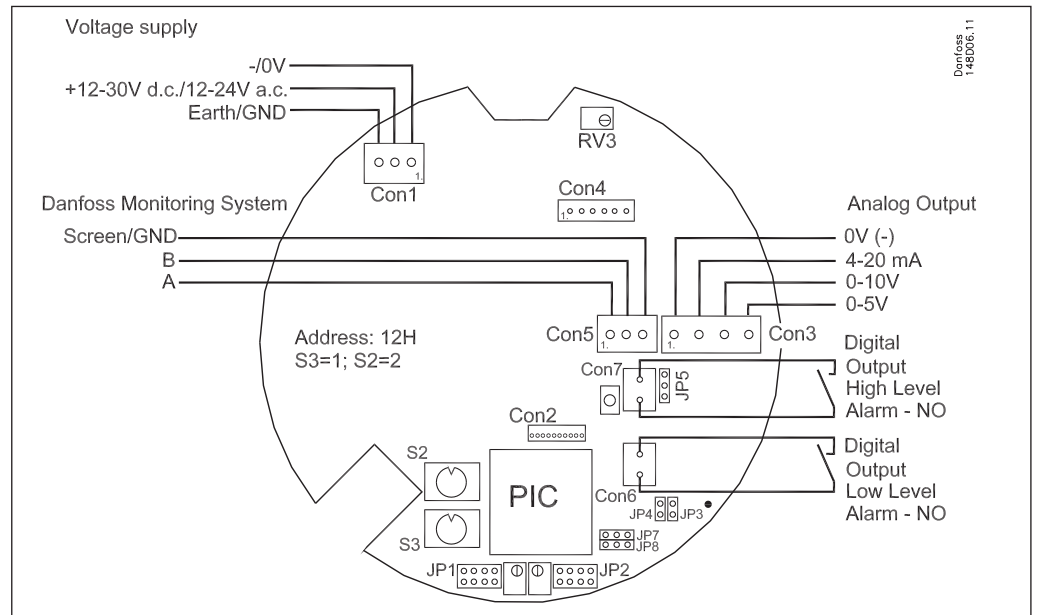 Voltage supply
Danfoss
148D06.11
-/0V
+12-30V d.c./12-24V a.c.
Earth/GND
RV3
1.
Con1
Con4
1.
Danfoss Monitoring System
Analog Output
Screen/GND
0V (-)
B
4-20 mA
A
0-10V
0-5V
Con5
1.
1.
Con3
Address: 12H
S3=1; S2=2
Digital
Output
High Level
Alarm - NO
Con7
JP5
Con2
Digital
Output
Low Level
Alarm - NO
S2
PIC
Con6
JP4
JP3
S3
JP7
JP8
JP1
JP2